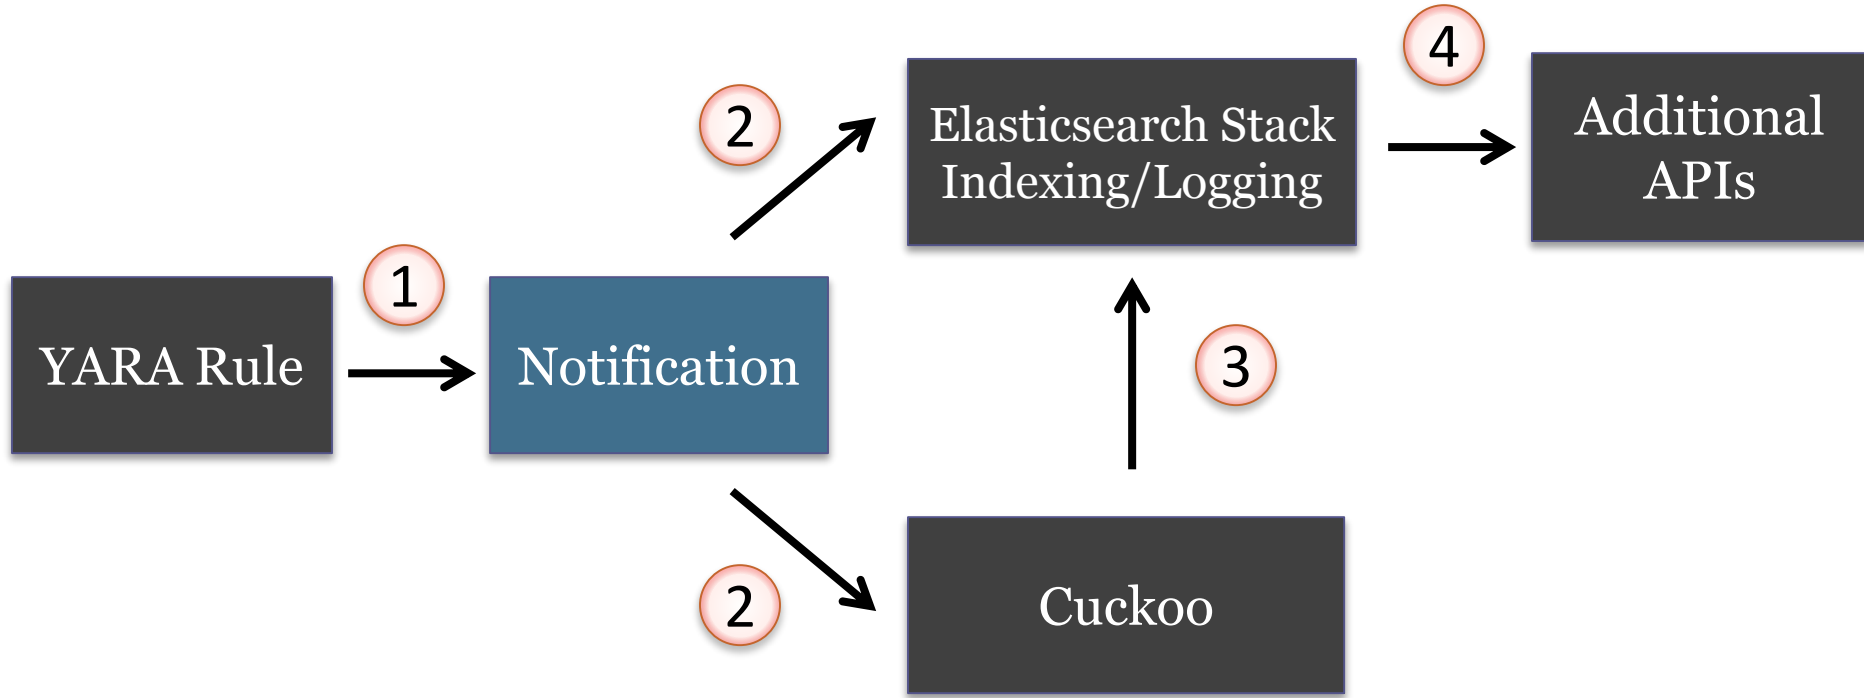 YARA Rule
1
Notification
2
2
Elasticsearch Stack
Indexing/Logging
3
Cuckoo
4
Additional
APIs